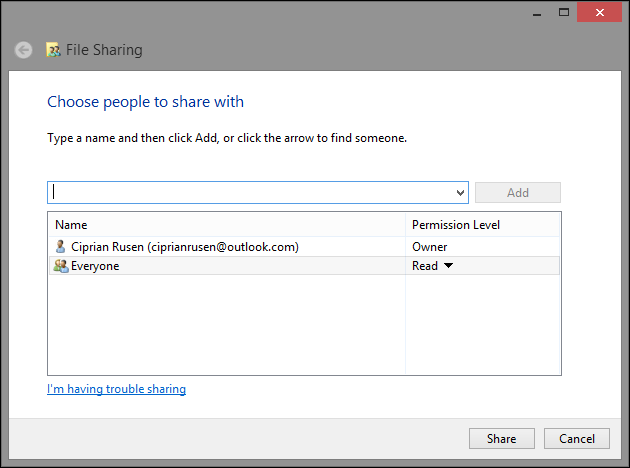 File Sharing
Choose people to share with
Type a name and then click Add, or click the arrow to find someone.
Add
Name Permission Level
Ciprian Rusen (ciprianrusen@outlook.com) Owner
Everyone Read
I'm having trouble sharing
Share Cancel